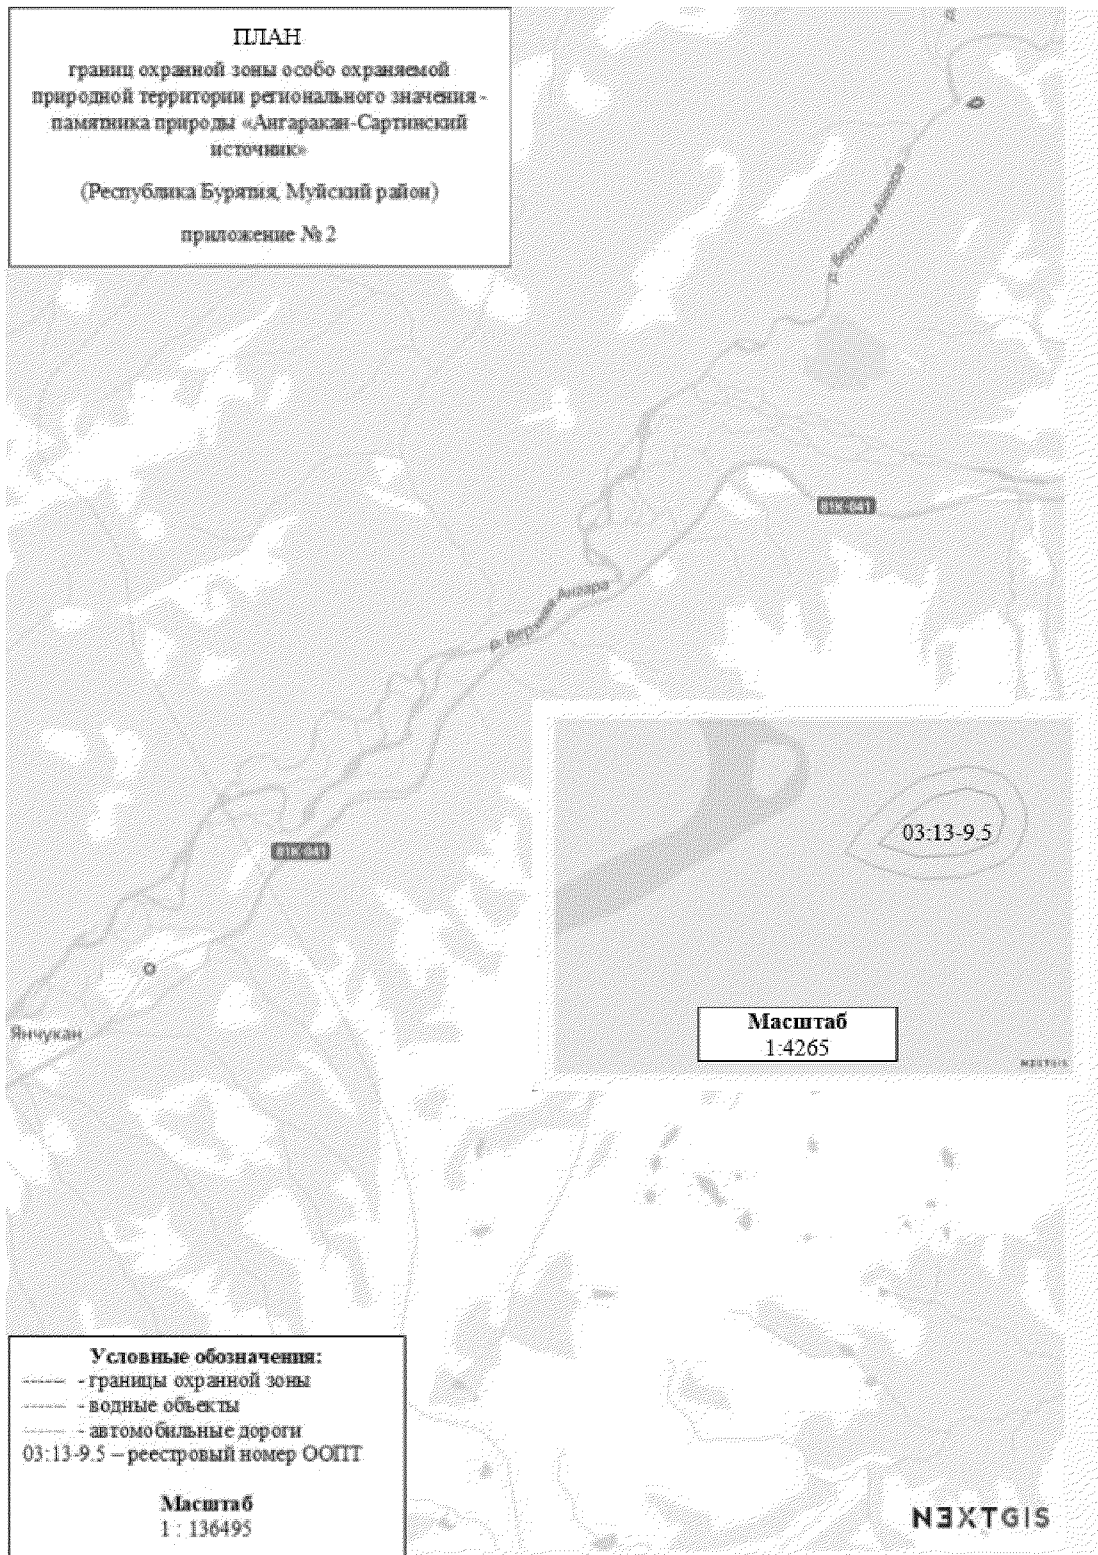 ПЛАН
границ охранной зоны особо охраняемой
природной территории регионального значения -
памятника природы «Ангаракан-Сартинский
источник»
(Республика Бурятия, Муйский район)
приложение № 2
р. Верхняя Ангара
81К-041
р. Верхняя Ангара
81К-041
Янчукан
03:13-9.5
Масштаб
1:4265
NEXTGIS
Условные обозначения:
- границы охранной зоны
- водные объекты
- автомобильные дороги
03:13-9.5 – реестровый номер ООПТ
Масштаб
1 : 136495
NEXTGIS